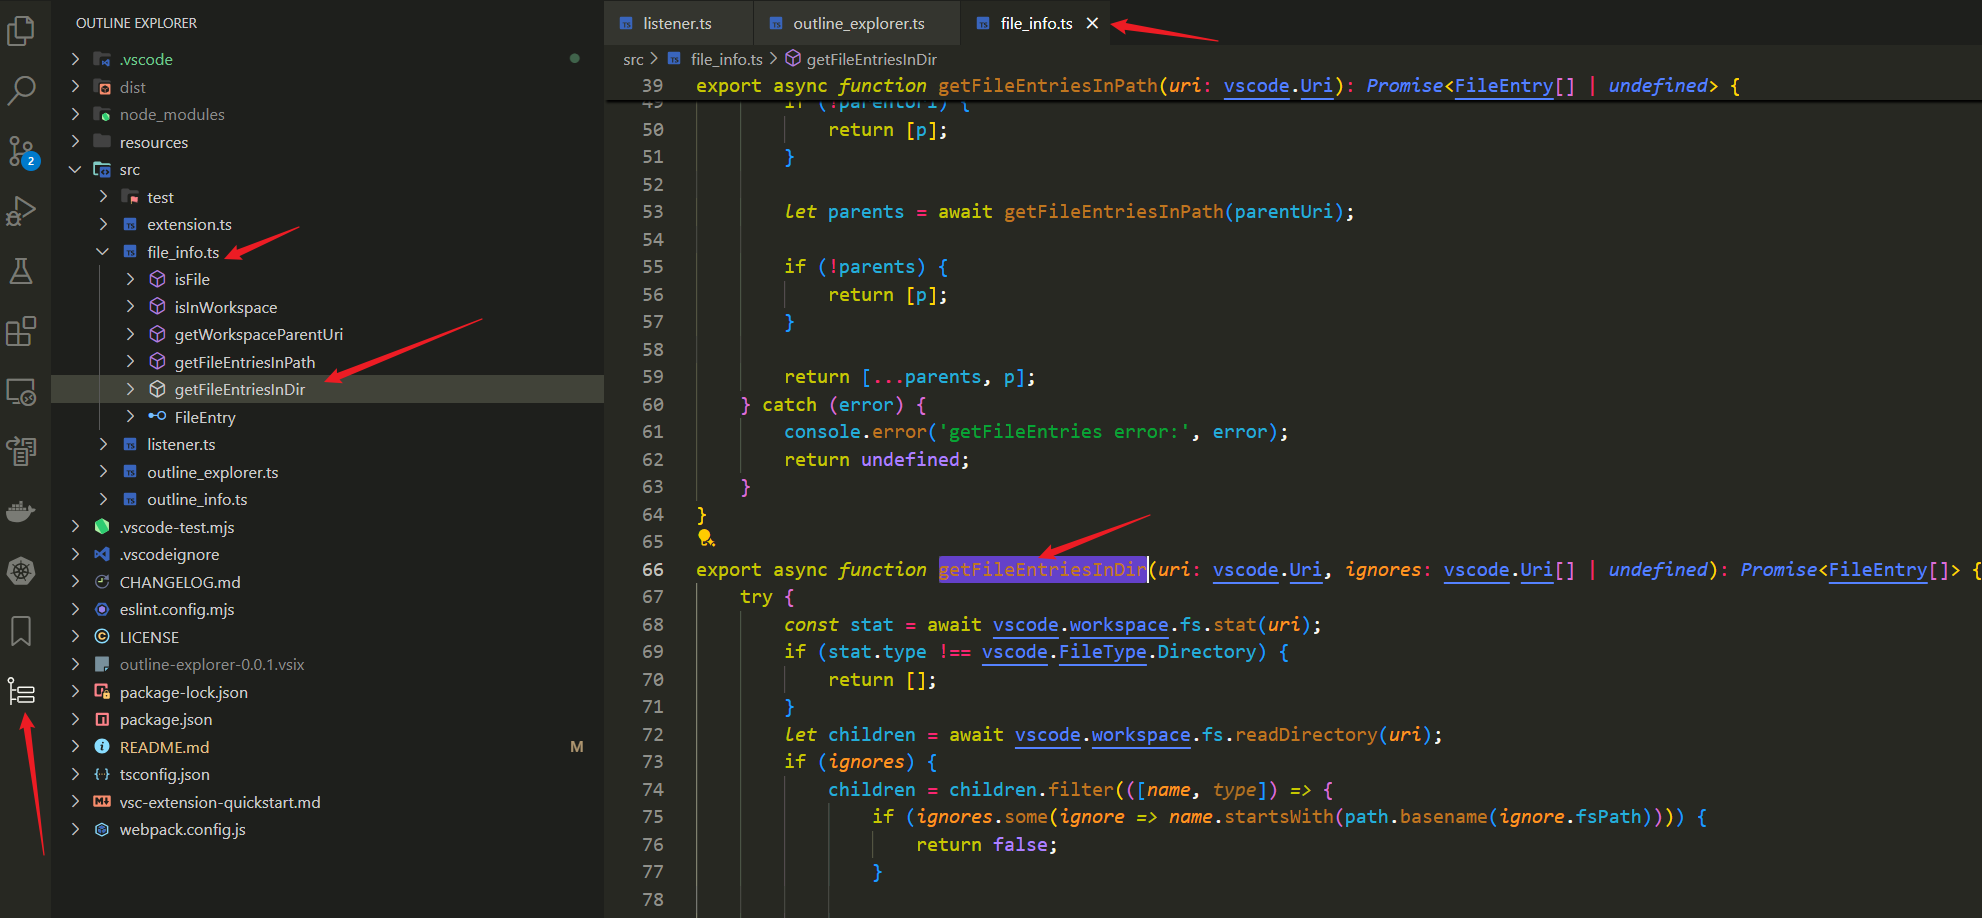 OUTLINE EXPLORER
.vscode
dist
node_modules
resources
src
test
extension.ts
file_info.ts
isFile
isInWorkspace
getWorkspaceParentUri
getFileEntriesInPath
getFileEntriesInDir
FileEntry
listener.ts
outline_explorer.ts
outline_info.ts
.vscode-test.mjs
.vscodeignore
CHANGELOG.md
eslint.config.mjs
LICENSE
outline-explorer-0.0.1.vsix
package-lock.json
package.json
README.md M
tsconfig.json
vsc-extension-quickstart.md
webpack.config.js
2
listener.ts outline_explorer.ts file_info.ts
src > file_info.ts > getFileEntriesInDir
39 export async function getFileEntriesInPath(uri: vscode.Uri): Promise<FileEntry[] | undefined> {
49 if (!parentUri) {
50 return [p];
51 }
52
53 let parents = await getFileEntriesInPath(parentUri);
54
55 if (!parents) {
56 return [p];
57 }
58
59 return [...parents, p];
60 } catch (error) {
61 console.error('getFileEntries error:', error);
62 return undefined;
63 }
64 }
65
66 export async function getFileEntriesInDir(uri: vscode.Uri, ignores: vscode.Uri[] | undefined): Promise<FileEntry[]> {
67 try {
68 const stat = await vscode.workspace.fs.stat(uri);
69 if (stat.type !== vscode.FileType.Directory) {
70 return [];
71 }
72 let children = await vscode.workspace.fs.readDirectory(uri);
73 if (ignores) {
74 children = children.filter(([name, type]) => {
75 if (ignores.some(ignore => name.startsWith(path.basename(ignore.fsPath)))) {
76 return false;
77 }
78